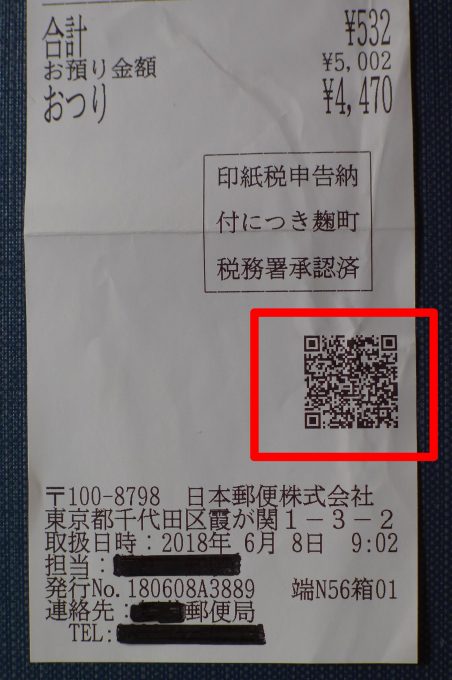 合計 ¥532
お預り金額 ¥5,002
おつり ¥4,470
印紙税申告納
付につき麹町
税務署承認済
〒100-8798 日本郵便株式会社
東京都千代田区霞が関1-3-2
取扱日時:2018年 6月 8日 9:02
担当:
発行No.180608A3889 端N56箱01
連絡先: 郵便局
TEL: